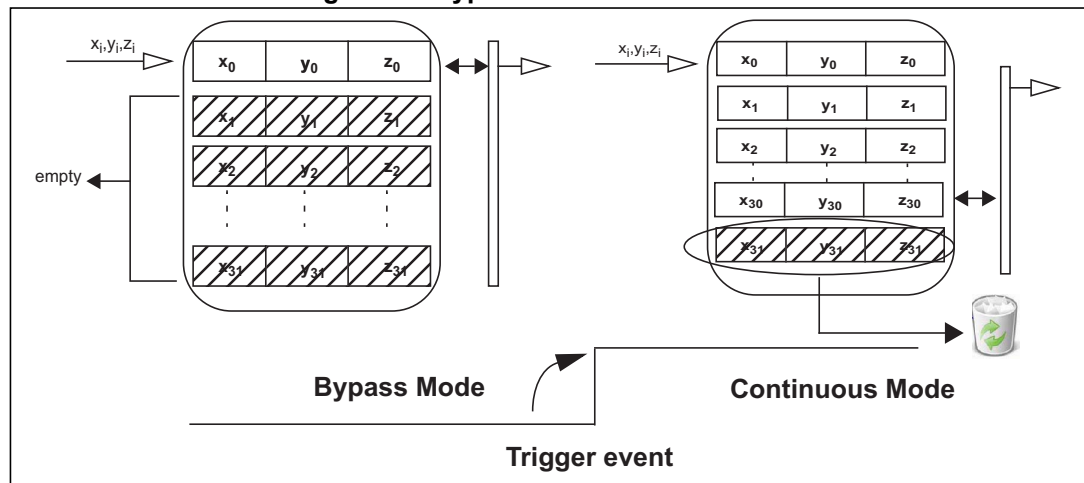 xi,yi,zi
x0 y0 z0
x1 y1 z1
x2 y2 z2
empty
x31 y31 z31
xi,yi,zi
x0 y0 z0
x1 y1 z1
x2 y2 z2
x30 y30 z30
x31 y31 z31
Bypass Mode
Continuous Mode
Trigger event